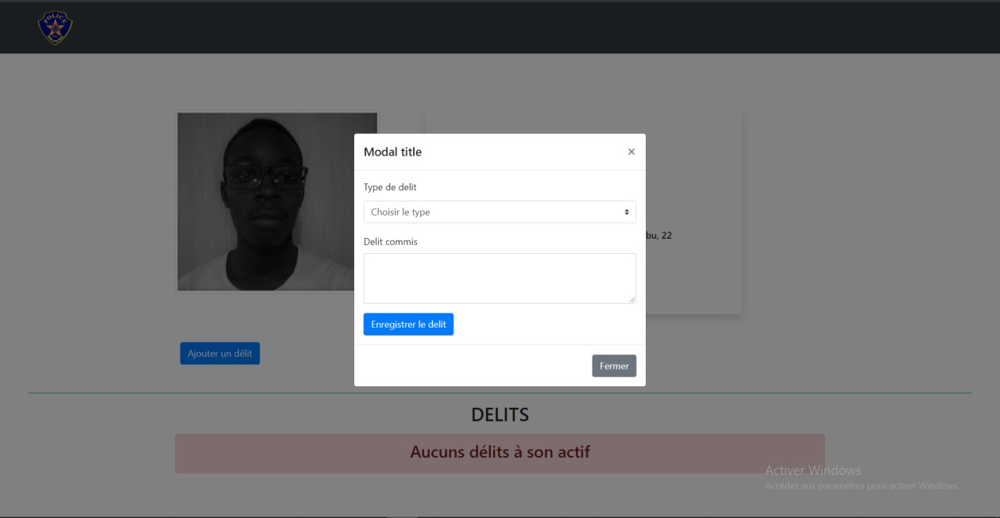 POLICE
Modal title
×
Type de delit
Choisir le type
Delit commis
bu, 22
Enregistrer le delit
Ajouter un délit
Fermer
DELITS
Aucuns délits à son actif
Activer Windows
Accédez aux paramètres pour activer Windows.